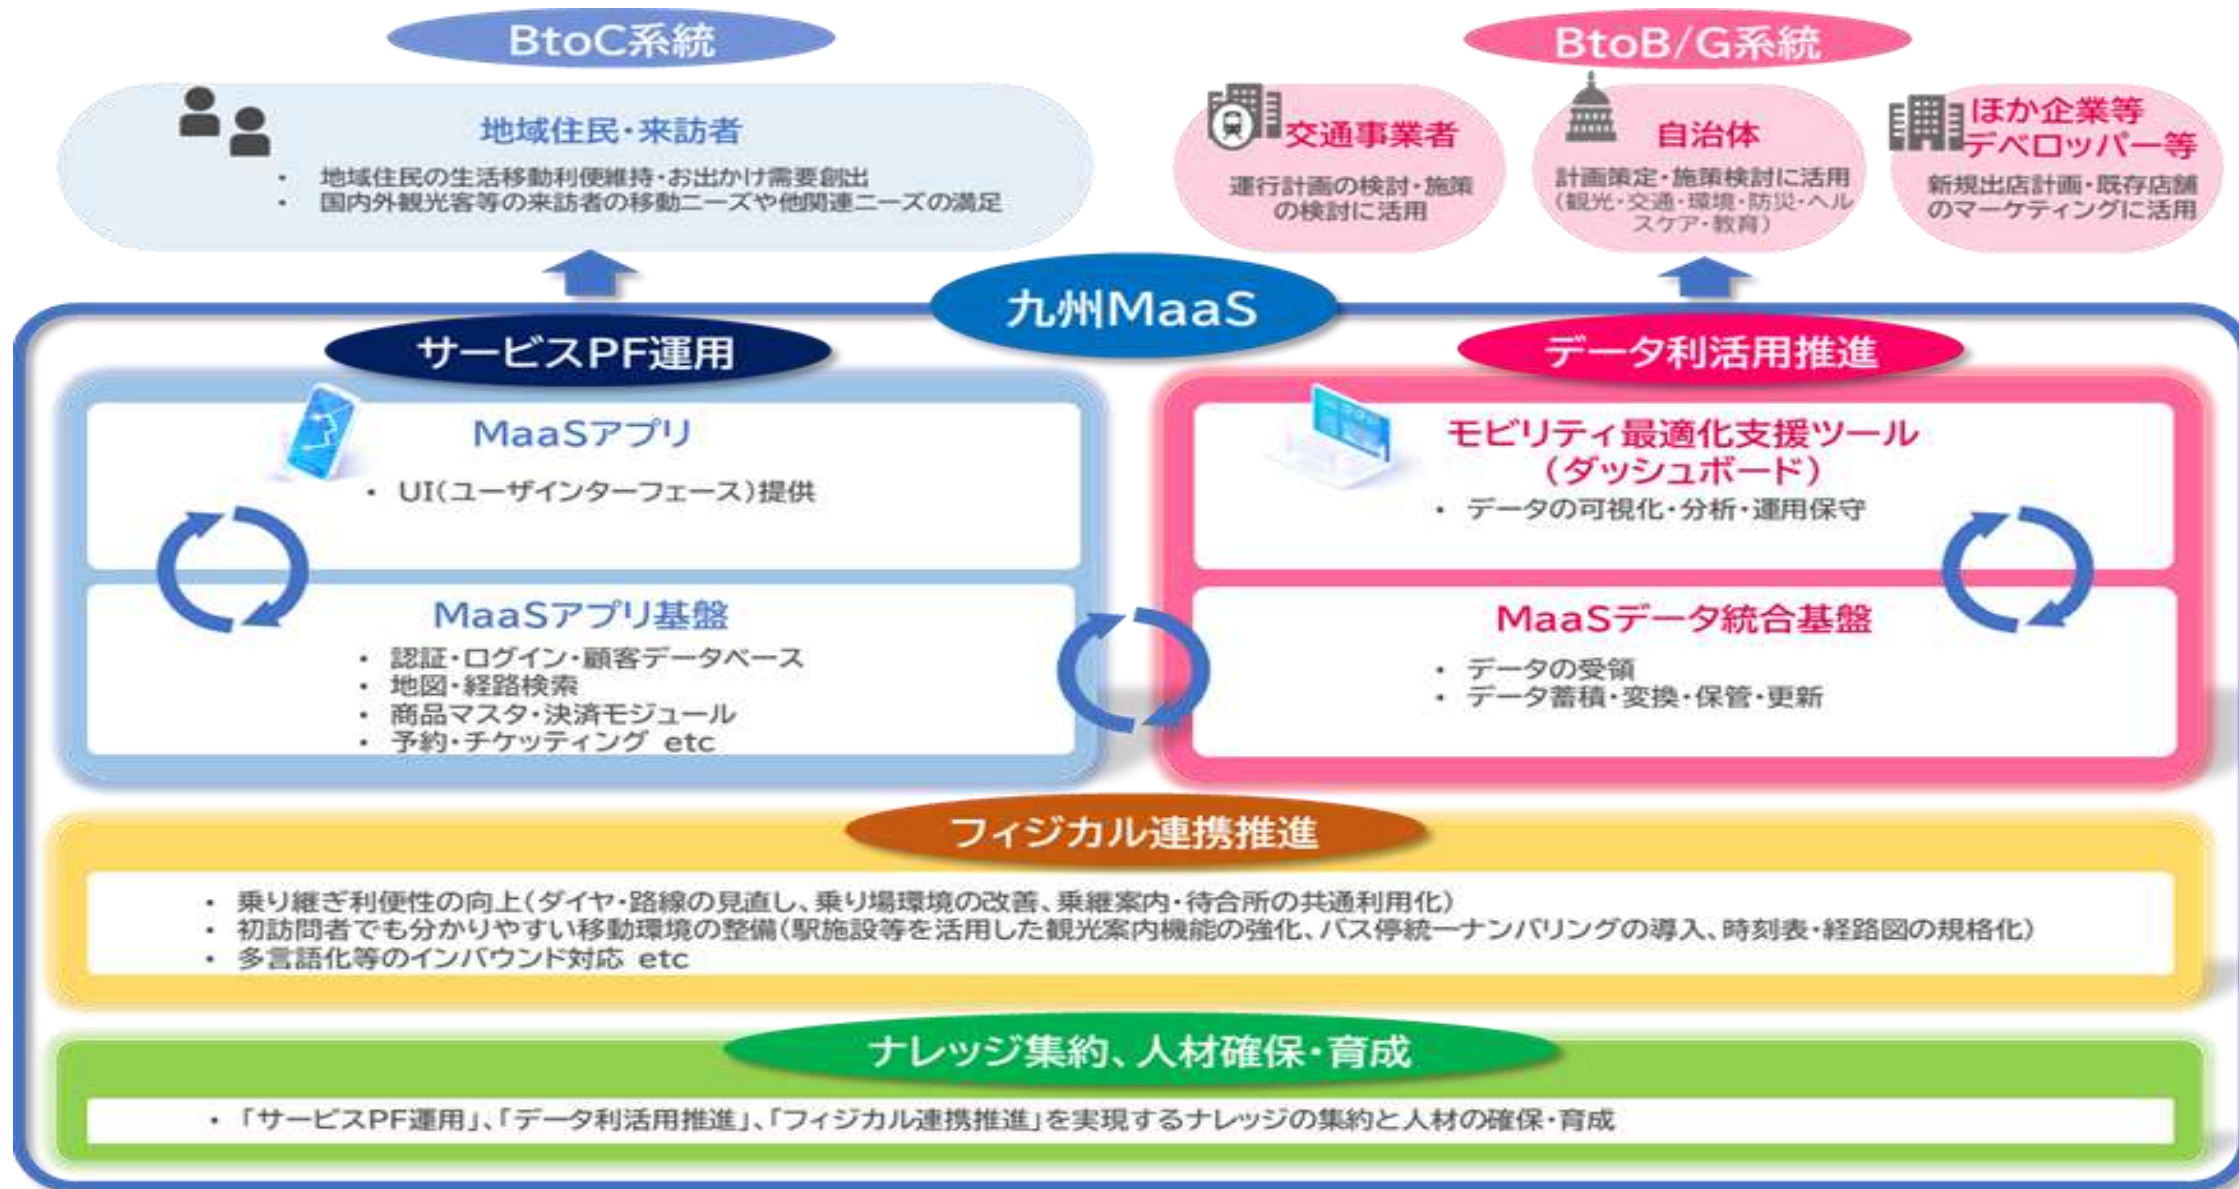 BtoC系統
地域住民・来訪者
・ 地域住民の生活移動利便維持・お出かけ需要創出
・ 国内外観光客等の来訪者の移動ニーズや他関連ニーズの満足
BtoB/G系統
交通事業者
運行計画の検討・施策
の検討に活用
自治体
計画策定・施策検討に活用
(観光・交通・環境・防災・ヘル
スケア・教育)
ほか企業等
デベロッパー等
新規出店計画・既存店舗
のマーケティングに活用
九州MaaS
サービスPF運用
MaaSアプリ
・ UI(ユーザインターフェース)提供
MaaSアプリ基盤
・ 認証・ログイン・顧客データベース
・ 地図・経路検索
・ 商品マスタ・決済モジュール
・ 予約・チケッティング etc
データ利活用推進
モビリティ最適化支援ツール
(ダッシュボード)
・ データの可視化・分析・運用保守
MaaSデータ統合基盤
・ データの受領
・ データ蓄積・変換・保管・更新
フィジカル連携推進
・ 乗り継ぎ利便性の向上(ダイヤ・路線の見直し、乗り場環境の改善、乗継案内・待合所の共通利用化)
・ 初訪問者でも分かりやすい移動環境の整備(駅施設等を活用した観光案内機能の強化、バス停統一ナンバリングの導入、時刻表・経路図の規格化)
・ 多言語化等のインバウンド対応 etc
ナレッジ集約、人材確保・育成
・ 「サービスPF運用」、「データ利活用推進」、「フィジカル連携推進」を実現するナレッジの集約と人材の確保・育成